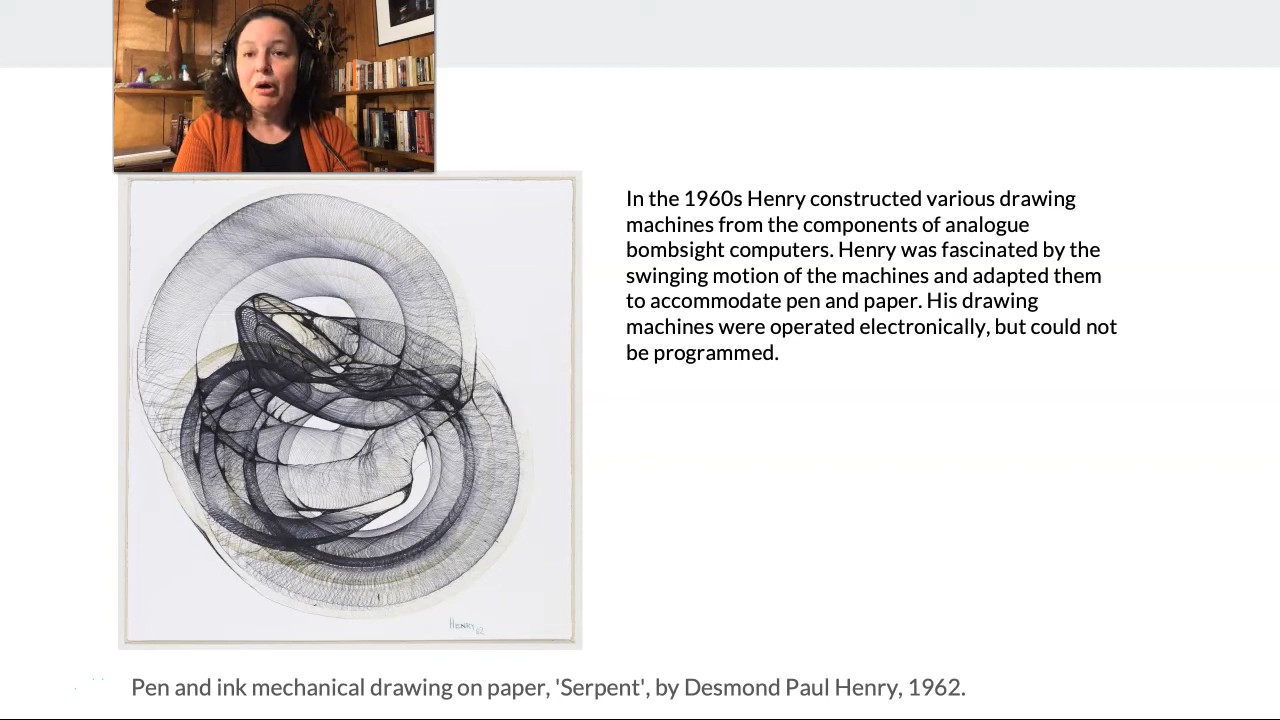 In the 1960s Henry constructed various drawing
machines from the components of analogue
bombsight computers. Henry was fascinated by the
swinging motion of the machines and adapted them
to accommodate pen and paper. His drawing
machines were operated electronically, but could not
be programmed.
HENRY 62
Pen and ink mechanical drawing on paper, 'Serpent', by Desmond Paul Henry, 1962.